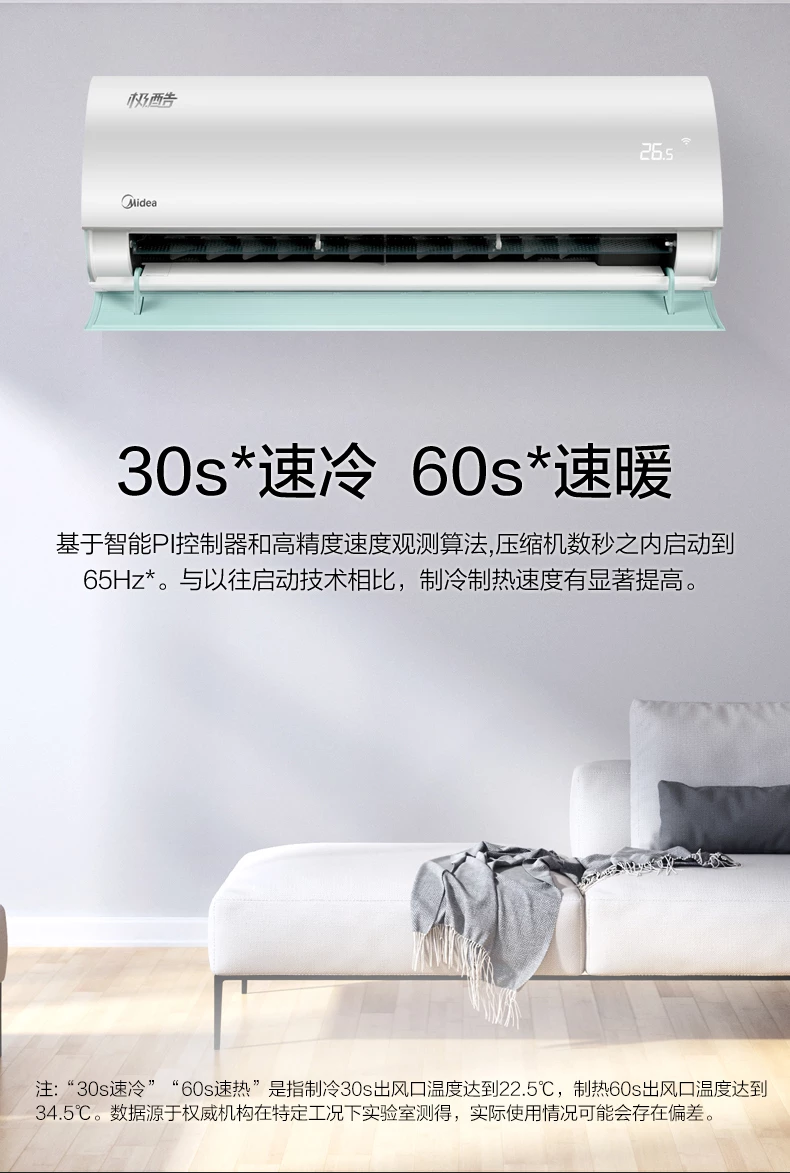 极酷
26.5
Midea
30s*速冷 60s*速暖
基于智能PI控制器和高精度速度观测算法,压缩机数秒之内启动到
65Hz*。与以往启动技术相比，制冷制热速度有显著提高。
注:“30s速冷”“60s速热”是指制冷30s出风口温度达到22.5℃，制热60s出风口温度达到
34.5℃。数据源于权威机构在特定工况下实验室测得，实际使用情况可能会存在偏差。